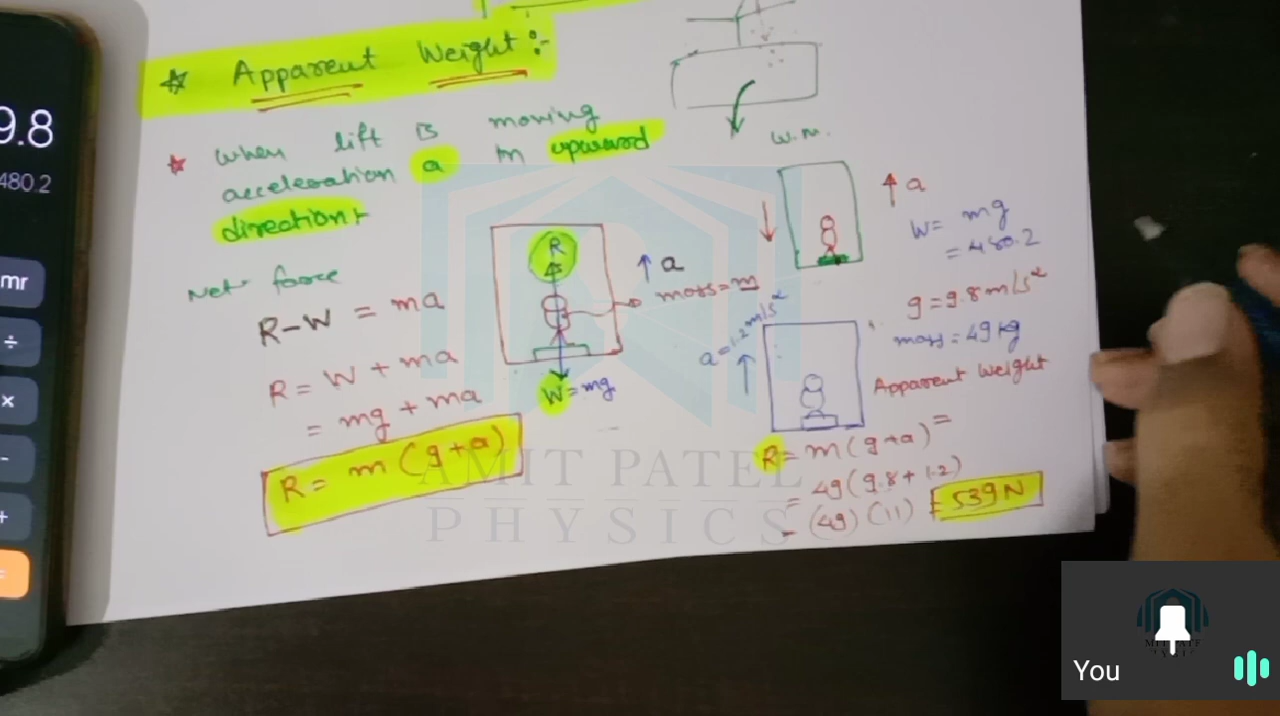 ☆ Apparent Weight :-
☆ When lift is moving
acceleration a in upward
direction :-
Net force
R-W = ma
R = W + ma
= mg + ma
R = m(g+a)
R
↑ a
mass = m
W = mg
W.M.
↑ a
W = mg
= 480.2
g = 9.8 m/s²
mass = 49 kg
a = 1.2 m/s²
Apparent Weight
R = m(g+a) =
= 49(9.8 + 1.2)
= (49)(11) = 539 N
AMIT PATEL
PHYSICS
9.8
480.2
mr
÷
×
-
+
=
You